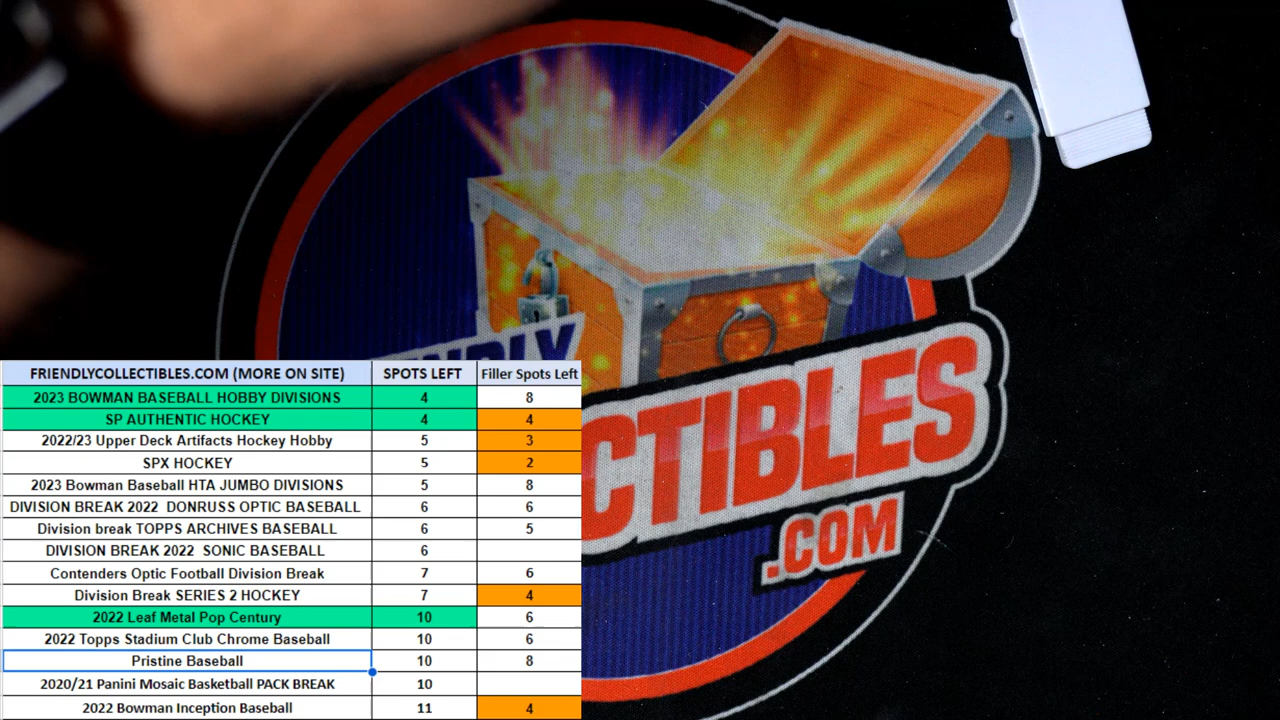 NDLY
CTIBLES
.COM
FRIENDLYCOLLECTIBLES.COM (MORE ON SITE) SPOTS LEFT Filler Spots Left
2023 BOWMAN BASEBALL HOBBY DIVISIONS 4 8
SP AUTHENTIC HOCKEY 4 4
2022/23 Upper Deck Artifacts Hockey Hobby 5 3
SPX HOCKEY 5 2
2023 Bowman Baseball HTA JUMBO DIVISIONS 5 8
DIVISION BREAK 2022 DONRUSS OPTIC BASEBALL 6 6
Division break TOPPS ARCHIVES BASEBALL 6 5
DIVISION BREAK 2022 SONIC BASEBALL 6
Contenders Optic Football Division Break 7 6
Division Break SERIES 2 HOCKEY 7 4
2022 Leaf Metal Pop Century 10 6
2022 Topps Stadium Club Chrome Baseball 10 6
Pristine Baseball 10 8
2020/21 Panini Mosaic Basketball PACK BREAK 10
2022 Bowman Inception Baseball 11 4